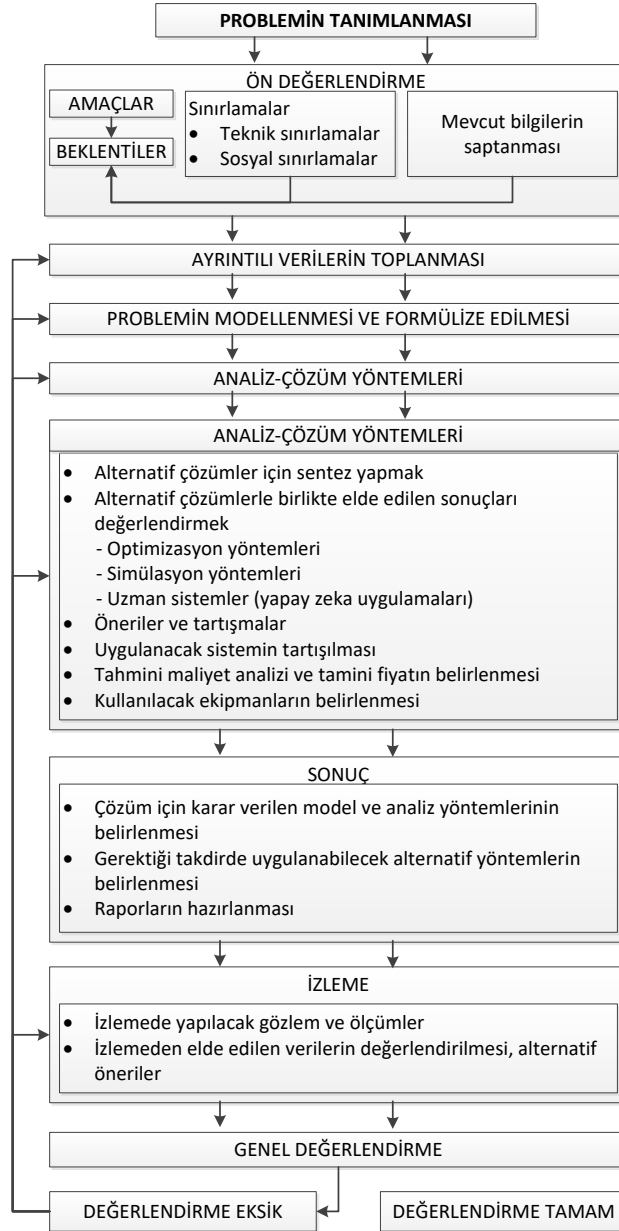 PROBLEMİN TANIMLANMASI
ÖN DEĞERLENDİRME
AMAÇLAR
BEKLENTİLER
Sınırlamalar
• Teknik sınırlamalar
• Sosyal sınırlamalar
Mevcut bilgilerin
saptanması
AYRINTILI VERİLERİN TOPLANMASI
PROBLEMİN MODELLENMESİ VE FORMÜLİZE EDİLMESİ
ANALİZ-ÇÖZÜM YÖNTEMLERİ
ANALİZ-ÇÖZÜM YÖNTEMLERİ
• Alternatif çözümler için sentez yapmak
• Alternatif çözümlerle birlikte elde edilen sonuçları
değerlendirmek
- Optimizasyon yöntemleri
- Simülasyon yöntemleri
- Uzman sistemler (yapay zeka uygulamaları)
• Öneriler ve tartışmalar
• Uygulanacak sistemin tartışılması
• Tahmini maliyet analizi ve tamini fiyatın belirlenmesi
• Kullanılacak ekipmanların belirlenmesi
SONUÇ
• Çözüm için karar verilen model ve analiz yöntemlerinin
belirlenmesi
• Gerektiği takdirde uygulanabilecek alternatif yöntemlerin
belirlenmesi
• Raporların hazırlanması
İZLEME
• İzlemede yapılacak gözlem ve ölçümler
• İzlemeden elde edilen verilerin değerlendirilmesi, alternatif
öneriler
GENEL DEĞERLENDİRME
DEĞERLENDİRME EKSİK
DEĞERLENDİRME TAMAM